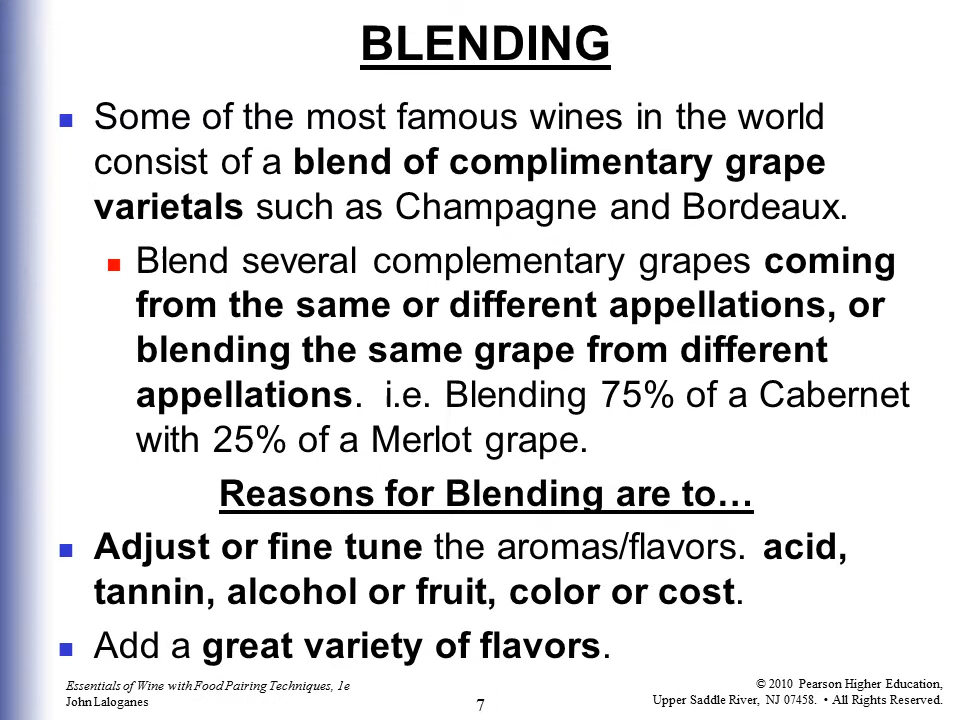 BLENDING
Some of the most famous wines in the world
consist of a blend of complimentary grape
varietals such as Champagne and Bordeaux.
Blend several complementary grapes coming
from the same or different appellations, or
blending the same grape from different
appellations. i.e. Blending 75% of a Cabernet
with 25% of a Merlot grape.
Reasons for Blending are to…
Adjust or fine tune the aromas/flavors. acid,
tannin, alcohol or fruit, color or cost.
Add a great variety of flavors.
Essentials of Wine with Food Pairing Techniques, 1e
John Laloganes
7
© 2010 Pearson Higher Education,
Upper Saddle River, NJ 07458. • All Rights Reserved.